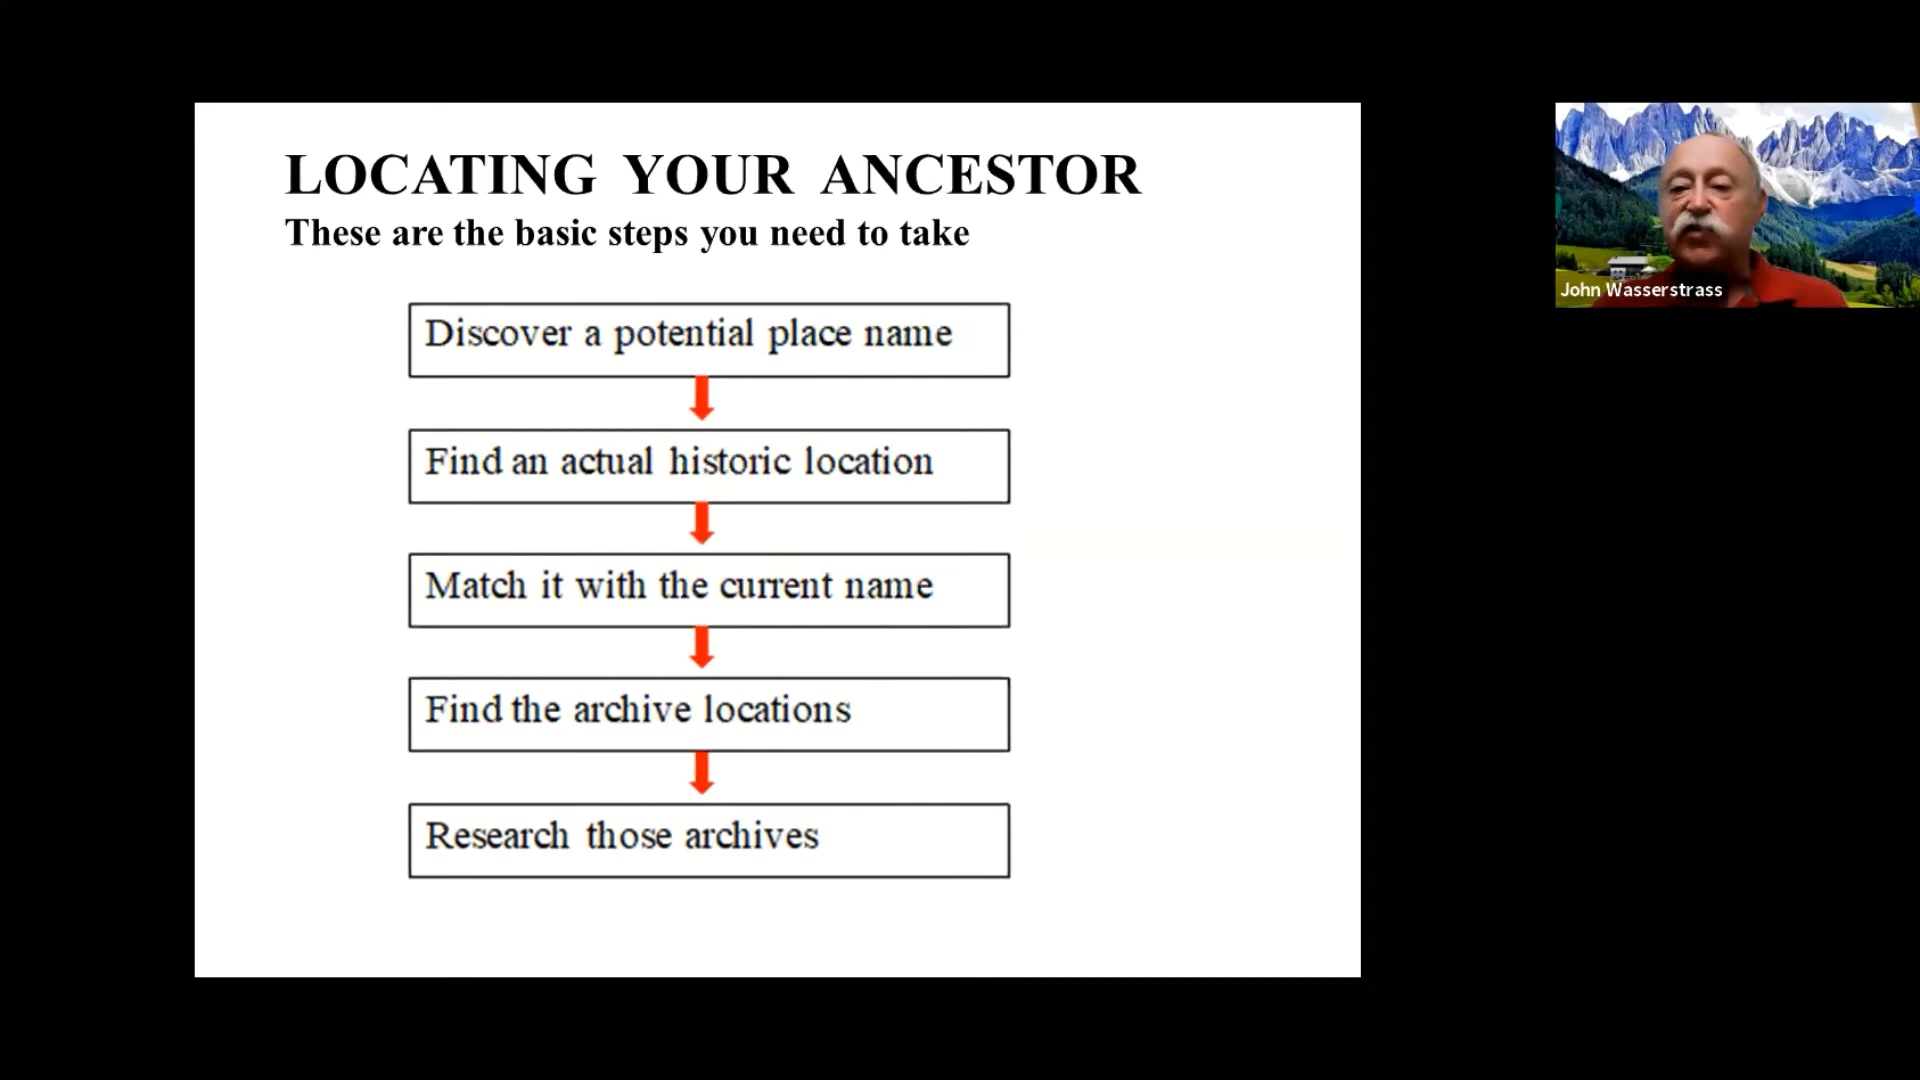 LOCATING YOUR ANCESTOR
These are the basic steps you need to take
Discover a potential place name
Find an actual historic location
Match it with the current name
Find the archive locations
Research those archives
John Wasserstrass